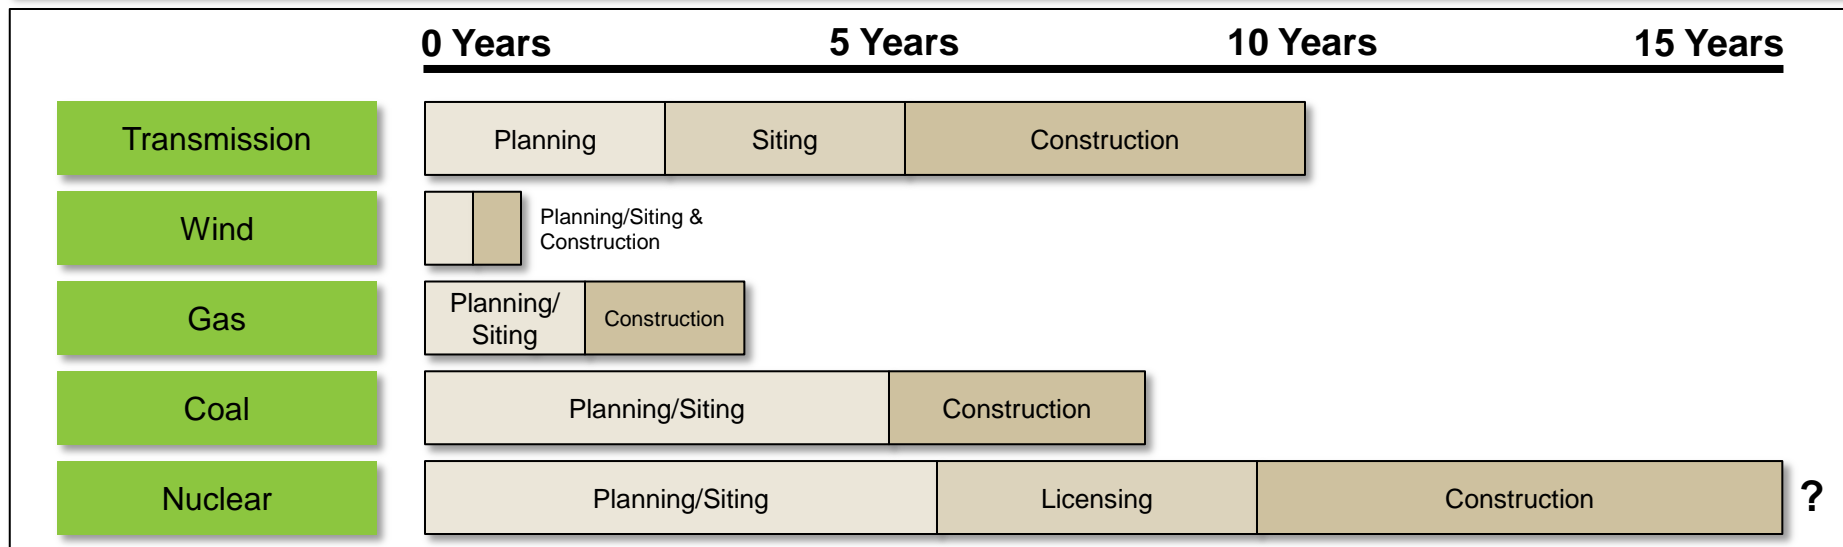 0 Years 5 Years 10 Years 15 Years
Transmission Planning Siting Construction
Wind Planning/Siting &
Construction
Gas Planning/
Siting Construction
Coal Planning/Siting Construction
Nuclear Planning/Siting Licensing Construction ?